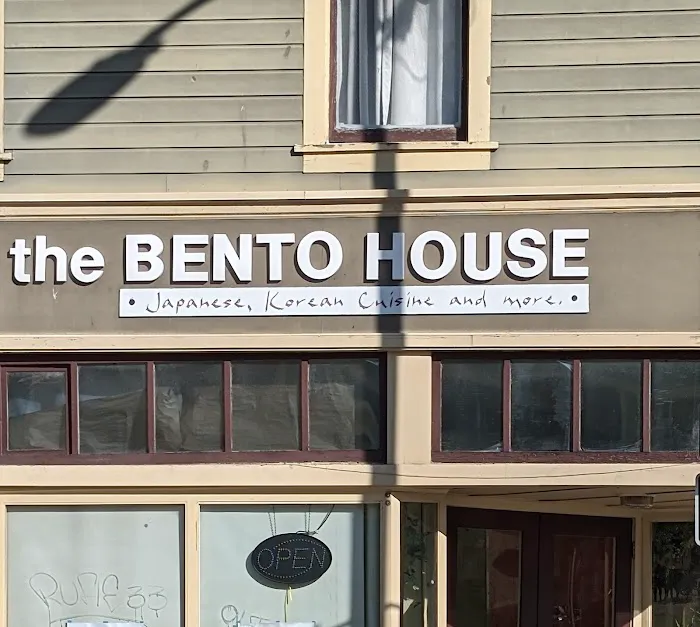 the BENTO HOUSE
• Japanese, Korean Cuisine and more. •
OPEN